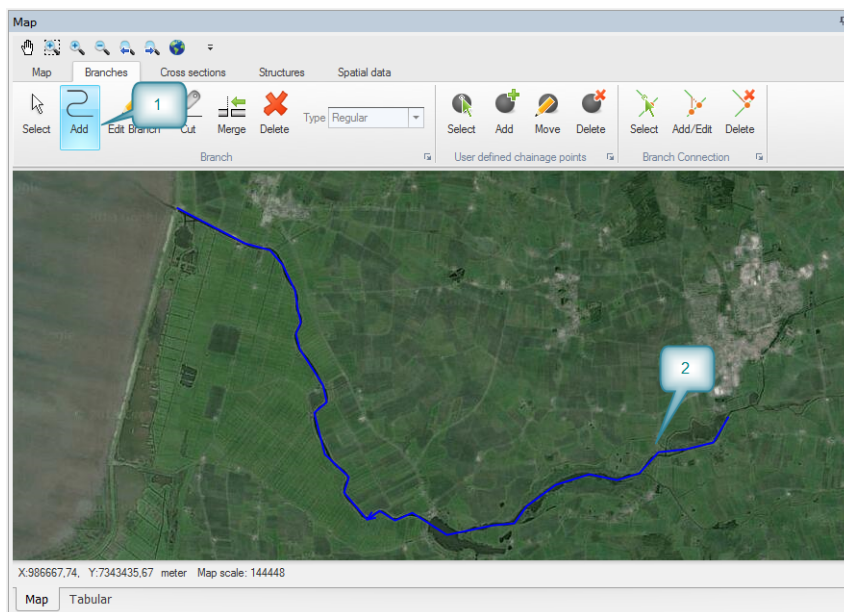 Map
Map Branches Cross sections Structures Spatial data
1
Select Add Edit Branch Cut Merge Delete Type Regular Select Add Move Delete Select Add/Edit Delete
Branch User defined chainage points Branch Connection
2
X:986667,74, Y:7343435,67 meter Map scale: 144448
Map Tabular